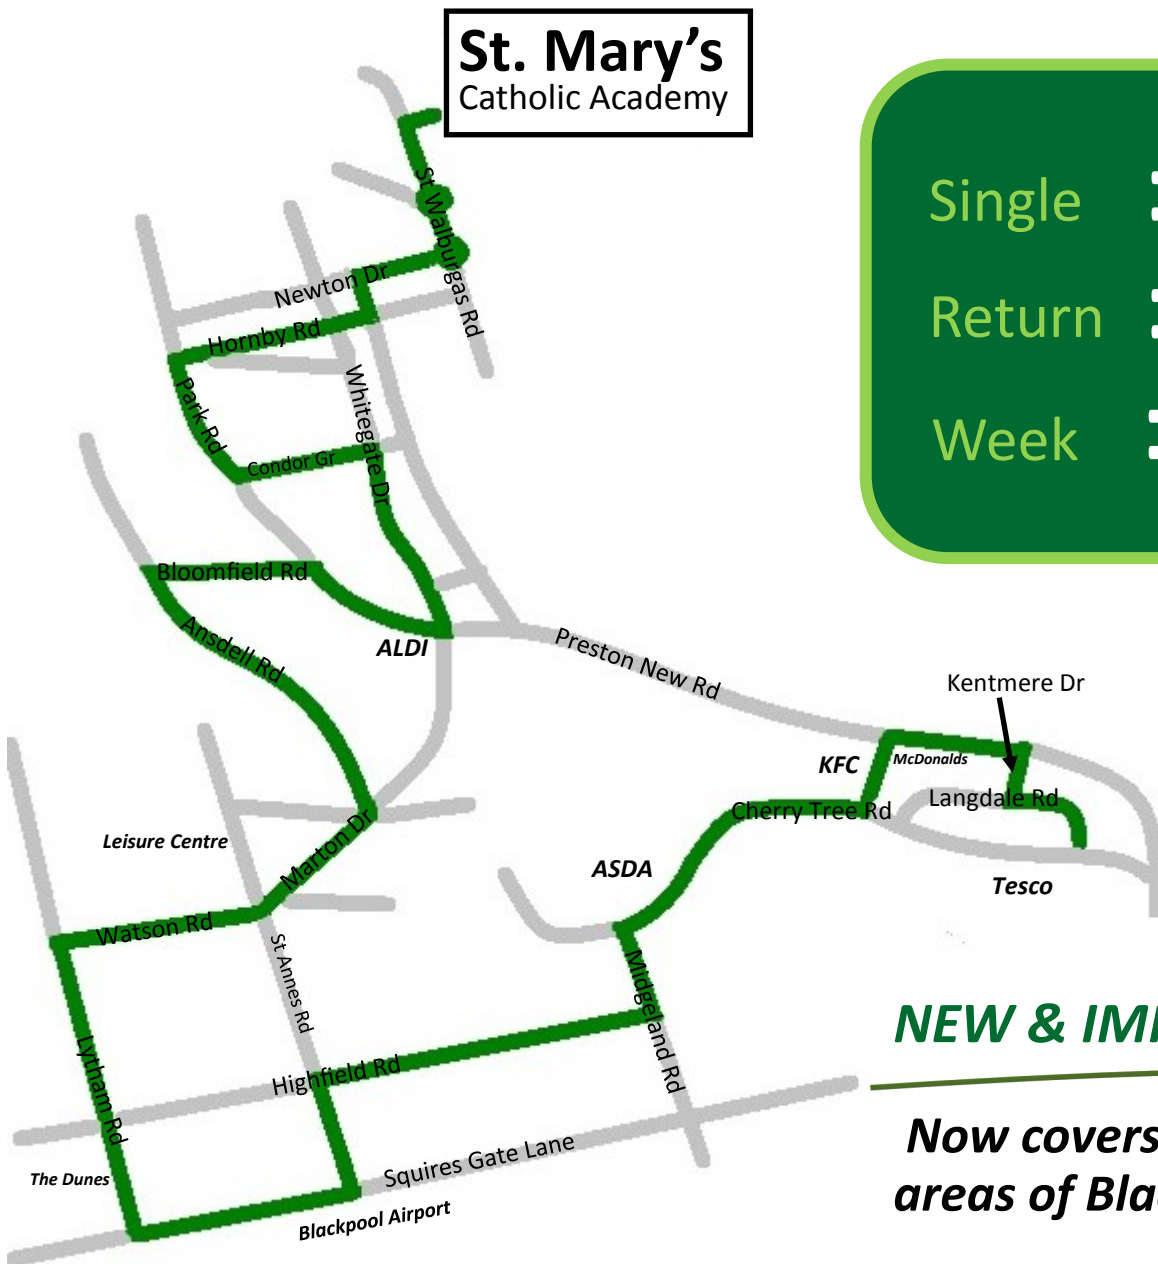 St. Mary's
Catholic Academy
Single
Return
Week
St Walburgas Rd
Newton Dr
Hornby Rd
Park Rd
Whitegate Dr
Condor Gr
Bloomfield Rd
Ansdell Rd
ALDI
Preston New Rd
Kentmere Dr
KFC
McDonalds
Langdale Rd
Cherry Tree Rd
Leisure Centre
Marton Dr
ASDA
Tesco
Watson Rd
St Annes Rd
Midgeland Rd
NEW &
Lytham Rd
Highfield Rd
Now covers
Squires Gate Lane
The Dunes
areas of
Blackpool Airport